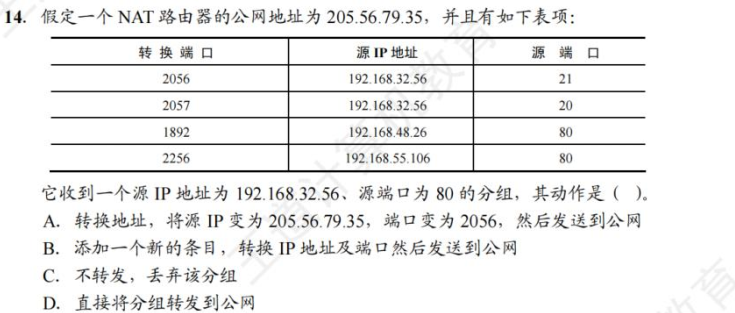 14. 假定一个 NAT 路由器的公网地址为 205.56.79.35，并且有如下表项：
转 换 端 口 源 IP 地址 源 端 口
2056 192.168.32.56 21
2057 192.168.32.56 20
1892 192.168.48.26 80
2256 192.168.55.106 80
它收到一个源 IP 地址为 192.168.32.56、源端口为 80 的分组，其动作是（ ）。
A. 转换地址，将源 IP 变为 205.56.79.35，端口变为 2056，然后发送到公网
B. 添加一个新的条目，转换 IP 地址及端口然后发送到公网
C. 不转发，丢弃该分组
D. 直接将分组转发到公网
王道计算机教育
育